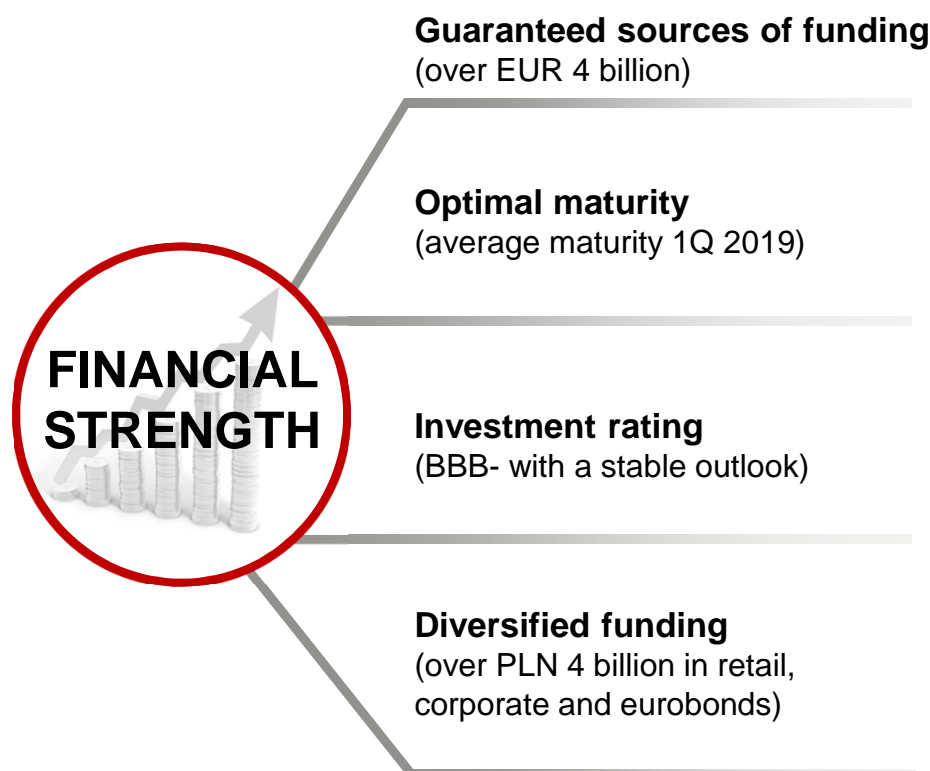 Guaranteed sources of funding
(over EUR 4 billion)
Optimal maturity
(average maturity 1Q 2019)
FINANCIAL
STRENGTH
Investment rating
(BBB- with a stable outlook)
Diversified funding
(over PLN 4 billion in retail,
corporate and eurobonds)